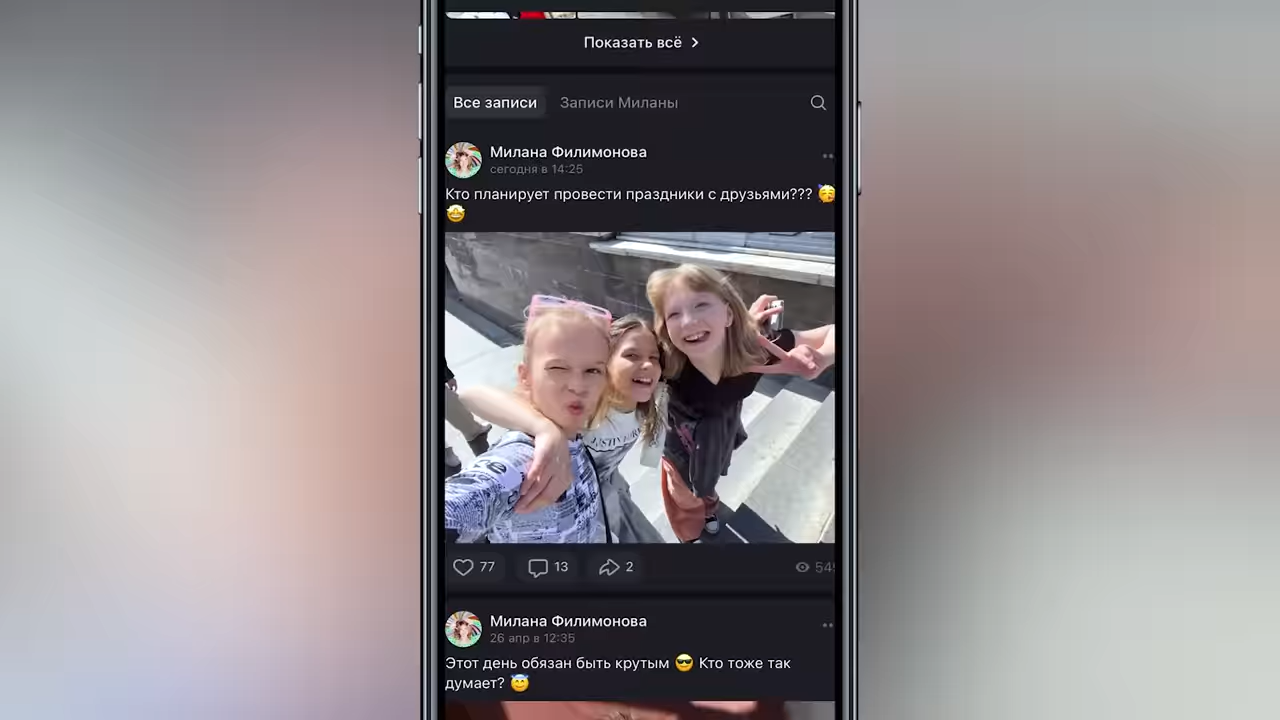 Показать всё
Все записи Записи Миланы
Милана Филимонова
сегодня в 14:25
Кто планирует провести праздники с друзьями???
77 13 2 545
Милана Филимонова
26 апр в 12:35
Этот день обязан быть крутым 😎 Кто тоже так
думает? 😇